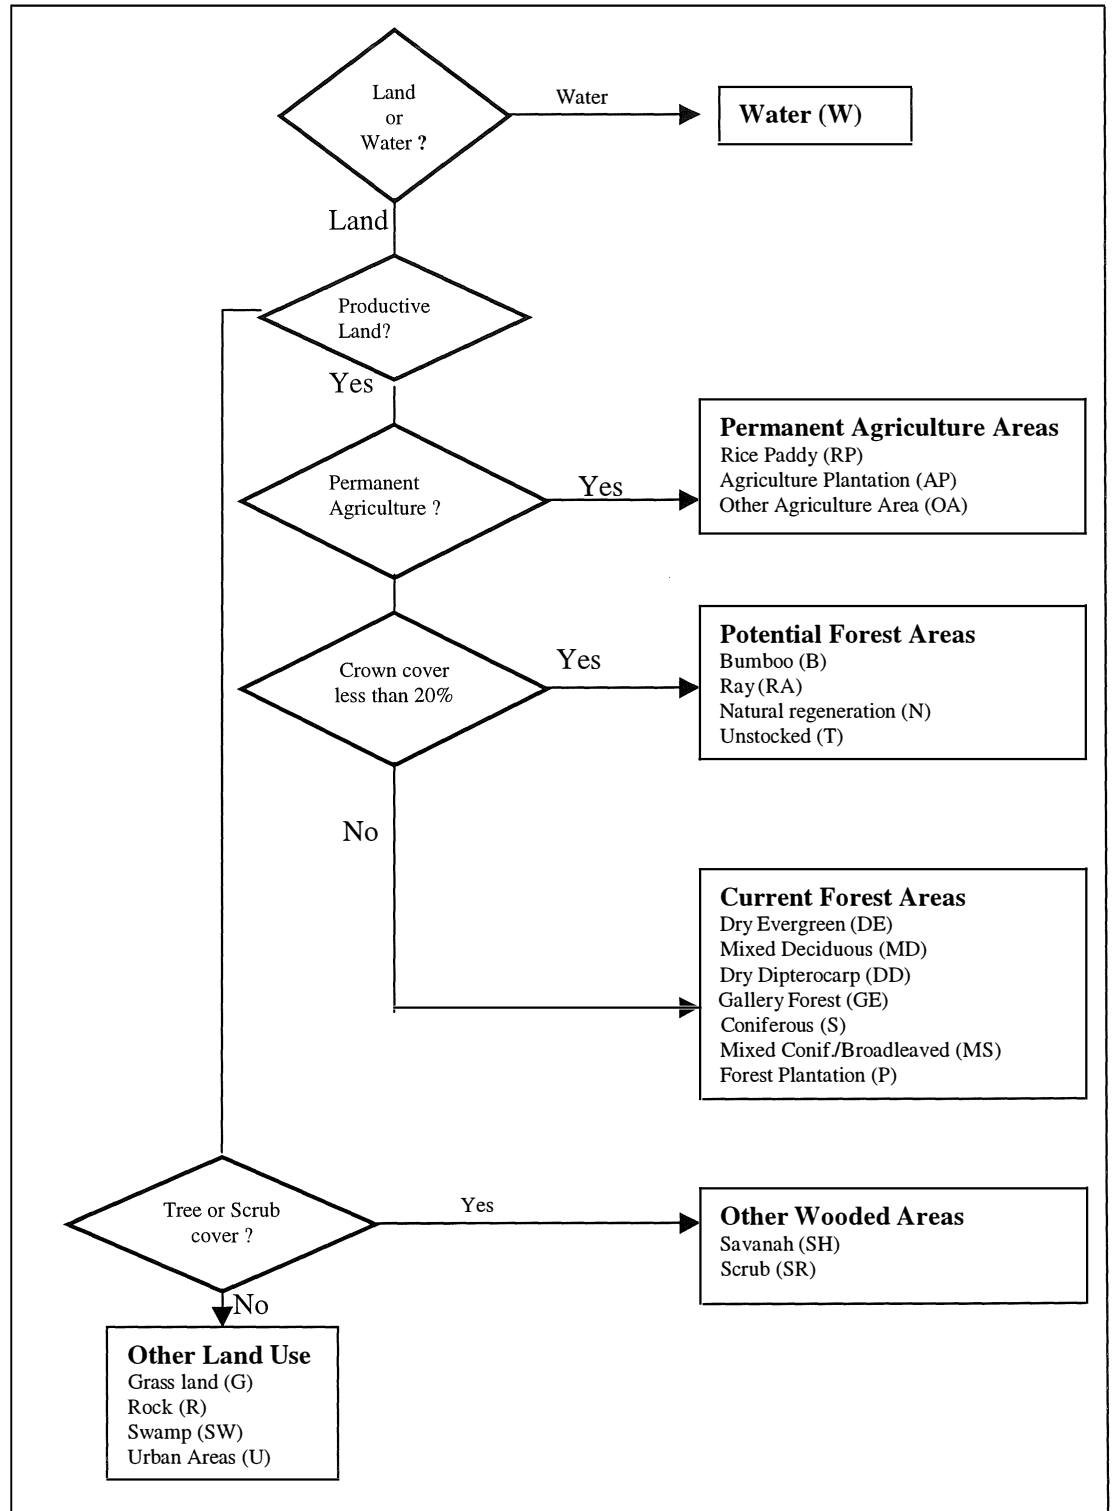 Land
or
Water ?
Water
Water (W)
Land
Productive
Land?
Yes
Permanent
Agriculture ?
Yes
Permanent Agriculture Areas
Rice Paddy (RP)
Agriculture Plantation (AP)
Other Agriculture Area (OA)
Crown cover
less than 20%
Yes
Potential Forest Areas
Bumboo (B)
Ray (RA)
Natural regeneration (N)
Unstocked (T)
No
Current Forest Areas
Dry Evergreen (DE)
Mixed Deciduous (MD)
Dry Dipterocarp (DD)
Gallery Forest (GE)
Coniferous (S)
Mixed Conif./Broadleaved (MS)
Forest Plantation (P)
Tree or Scrub
cover ?
Yes
Other Wooded Areas
Savanah (SH)
Scrub (SR)
No
Other Land Use
Grass land (G)
Rock (R)
Swamp (SW)
Urban Areas (U)